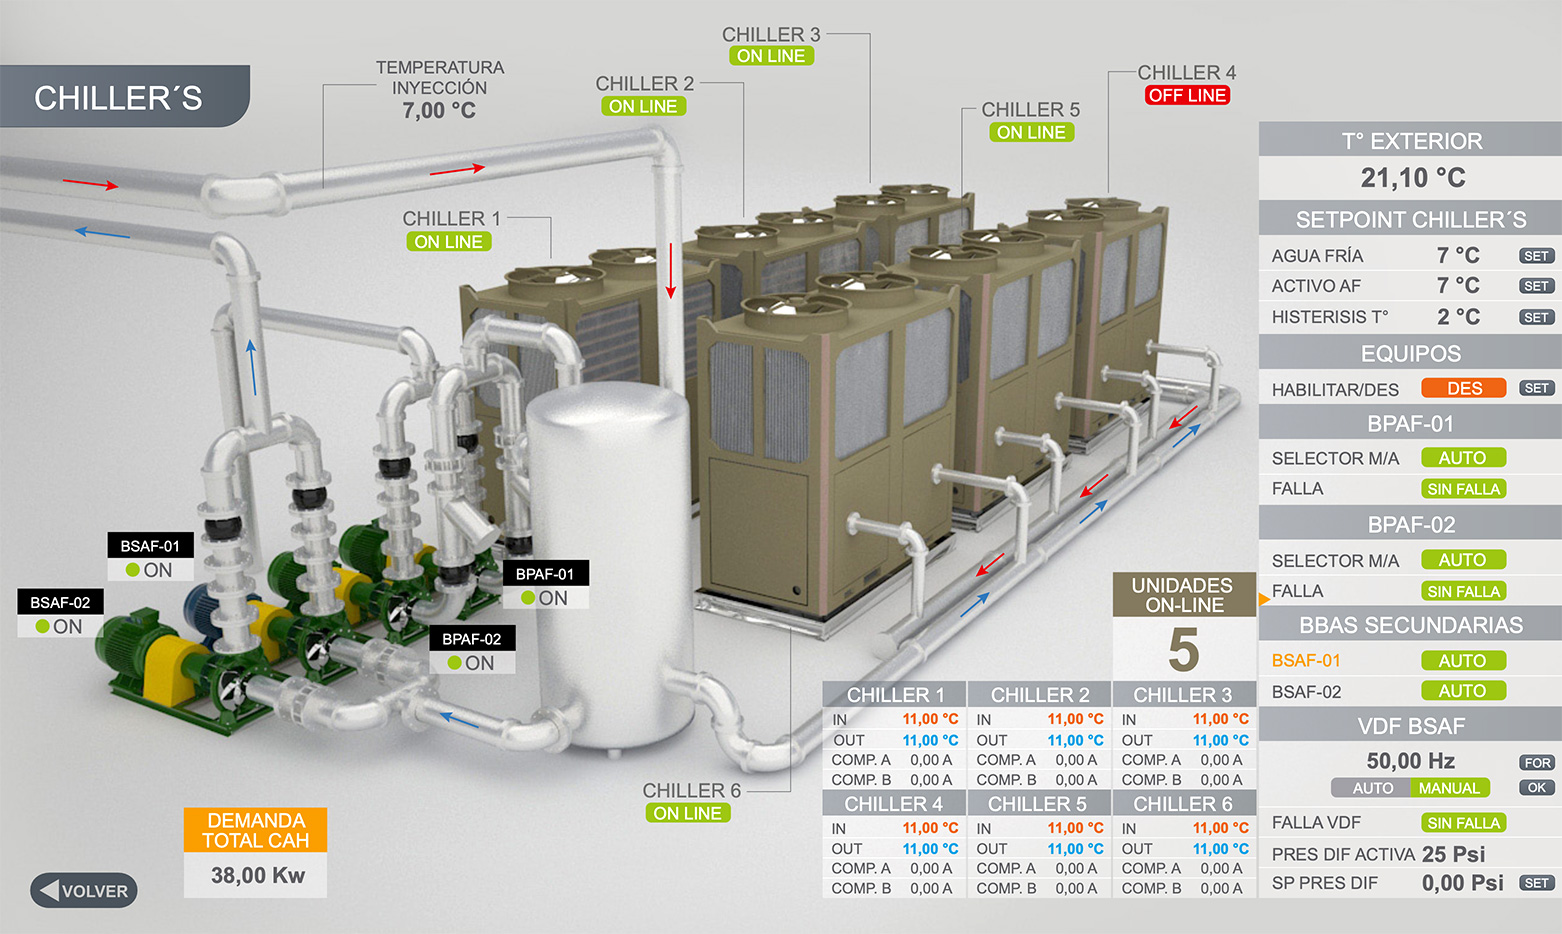 CHILLER´S
TEMPERATURA
INYECCIÓN
7,00 °C
CHILLER 1
ON LINE
CHILLER 2
ON LINE
CHILLER 3
ON LINE
CHILLER 5
ON LINE
CHILLER 4
OFF LINE
T° EXTERIOR
21,10 °C
SETPOINT CHILLER´S
AGUA FRÍA 7 °C SET
ACTIVO AF 7 °C SET
HISTERISIS T° 2 °C SET
EQUIPOS
HABILITAR/DES DES SET
BPAF-01
SELECTOR M/A AUTO
FALLA SIN FALLA
BPAF-02
SELECTOR M/A AUTO
FALLA SIN FALLA
BBAS SECUNDARIAS
BSAF-01 AUTO
BSAF-02 AUTO
VDF BSAF
50,00 Hz FOR
AUTO MANUAL OK
FALLA VDF SIN FALLA
PRES DIF ACTIVA 25 Psi
SP PRES DIF 0,00 Psi SET
BSAF-01
ON
BSAF-02
ON
BPAF-01
ON
BPAF-02
ON
UNIDADES
ON-LINE
5
CHILLER 6
ON LINE
CHILLER 1 CHILLER 2 CHILLER 3
IN 11,00 °C IN 11,00 °C IN 11,00 °C
OUT 11,00 °C OUT 11,00 °C OUT 11,00 °C
COMP. A 0,00 A COMP. A 0,00 A COMP. A 0,00 A
COMP. B 0,00 A COMP. B 0,00 A COMP. B 0,00 A
CHILLER 4 CHILLER 5 CHILLER 6
IN 11,00 °C IN 11,00 °C IN 11,00 °C
OUT 11,00 °C OUT 11,00 °C OUT 11,00 °C
COMP. A 0,00 A COMP. A 0,00 A COMP. A 0,00 A
COMP. B 0,00 A COMP. B 0,00 A COMP. B 0,00 A
DEMANDA
TOTAL CAH
38,00 Kw
VOLVER